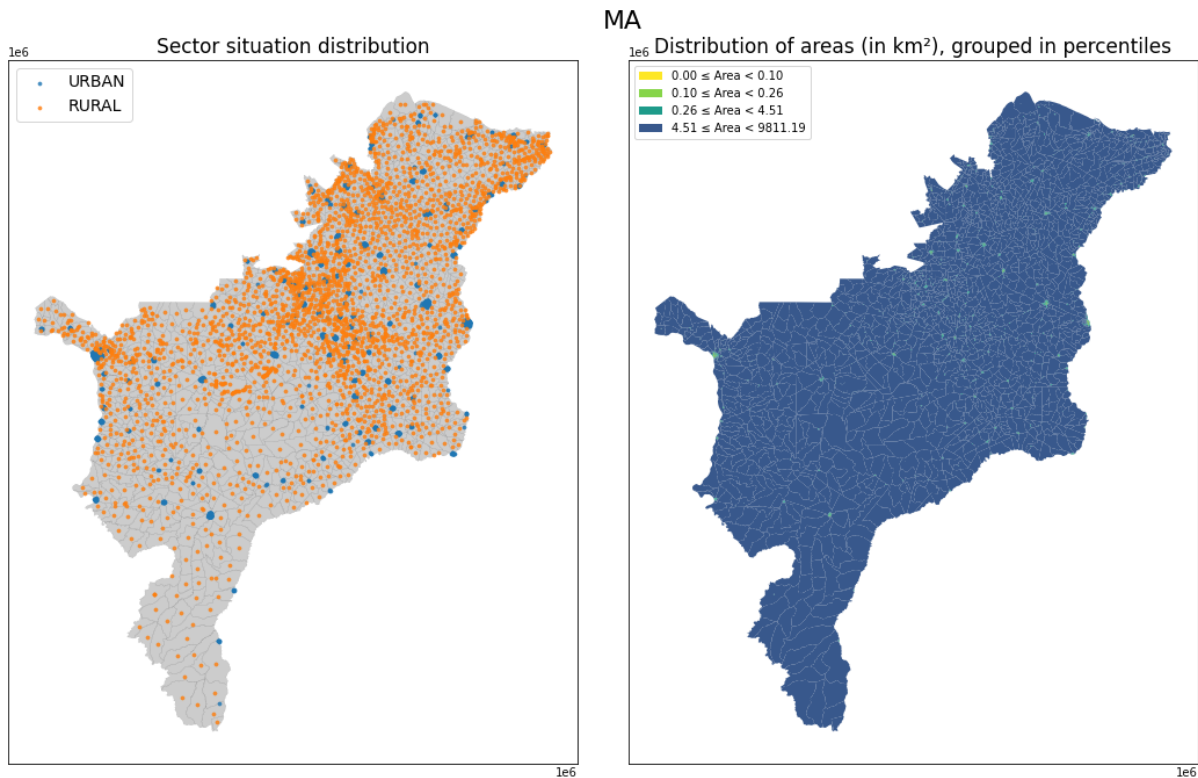 MA
Sector situation distribution
1e6
URBAN
RURAL
1e6
Distribution of areas (in km²), grouped in percentiles
1e6
0.00 ≤ Area < 0.10
0.10 ≤ Area < 0.26
0.26 ≤ Area < 4.51
4.51 ≤ Area < 9811.19
1e6